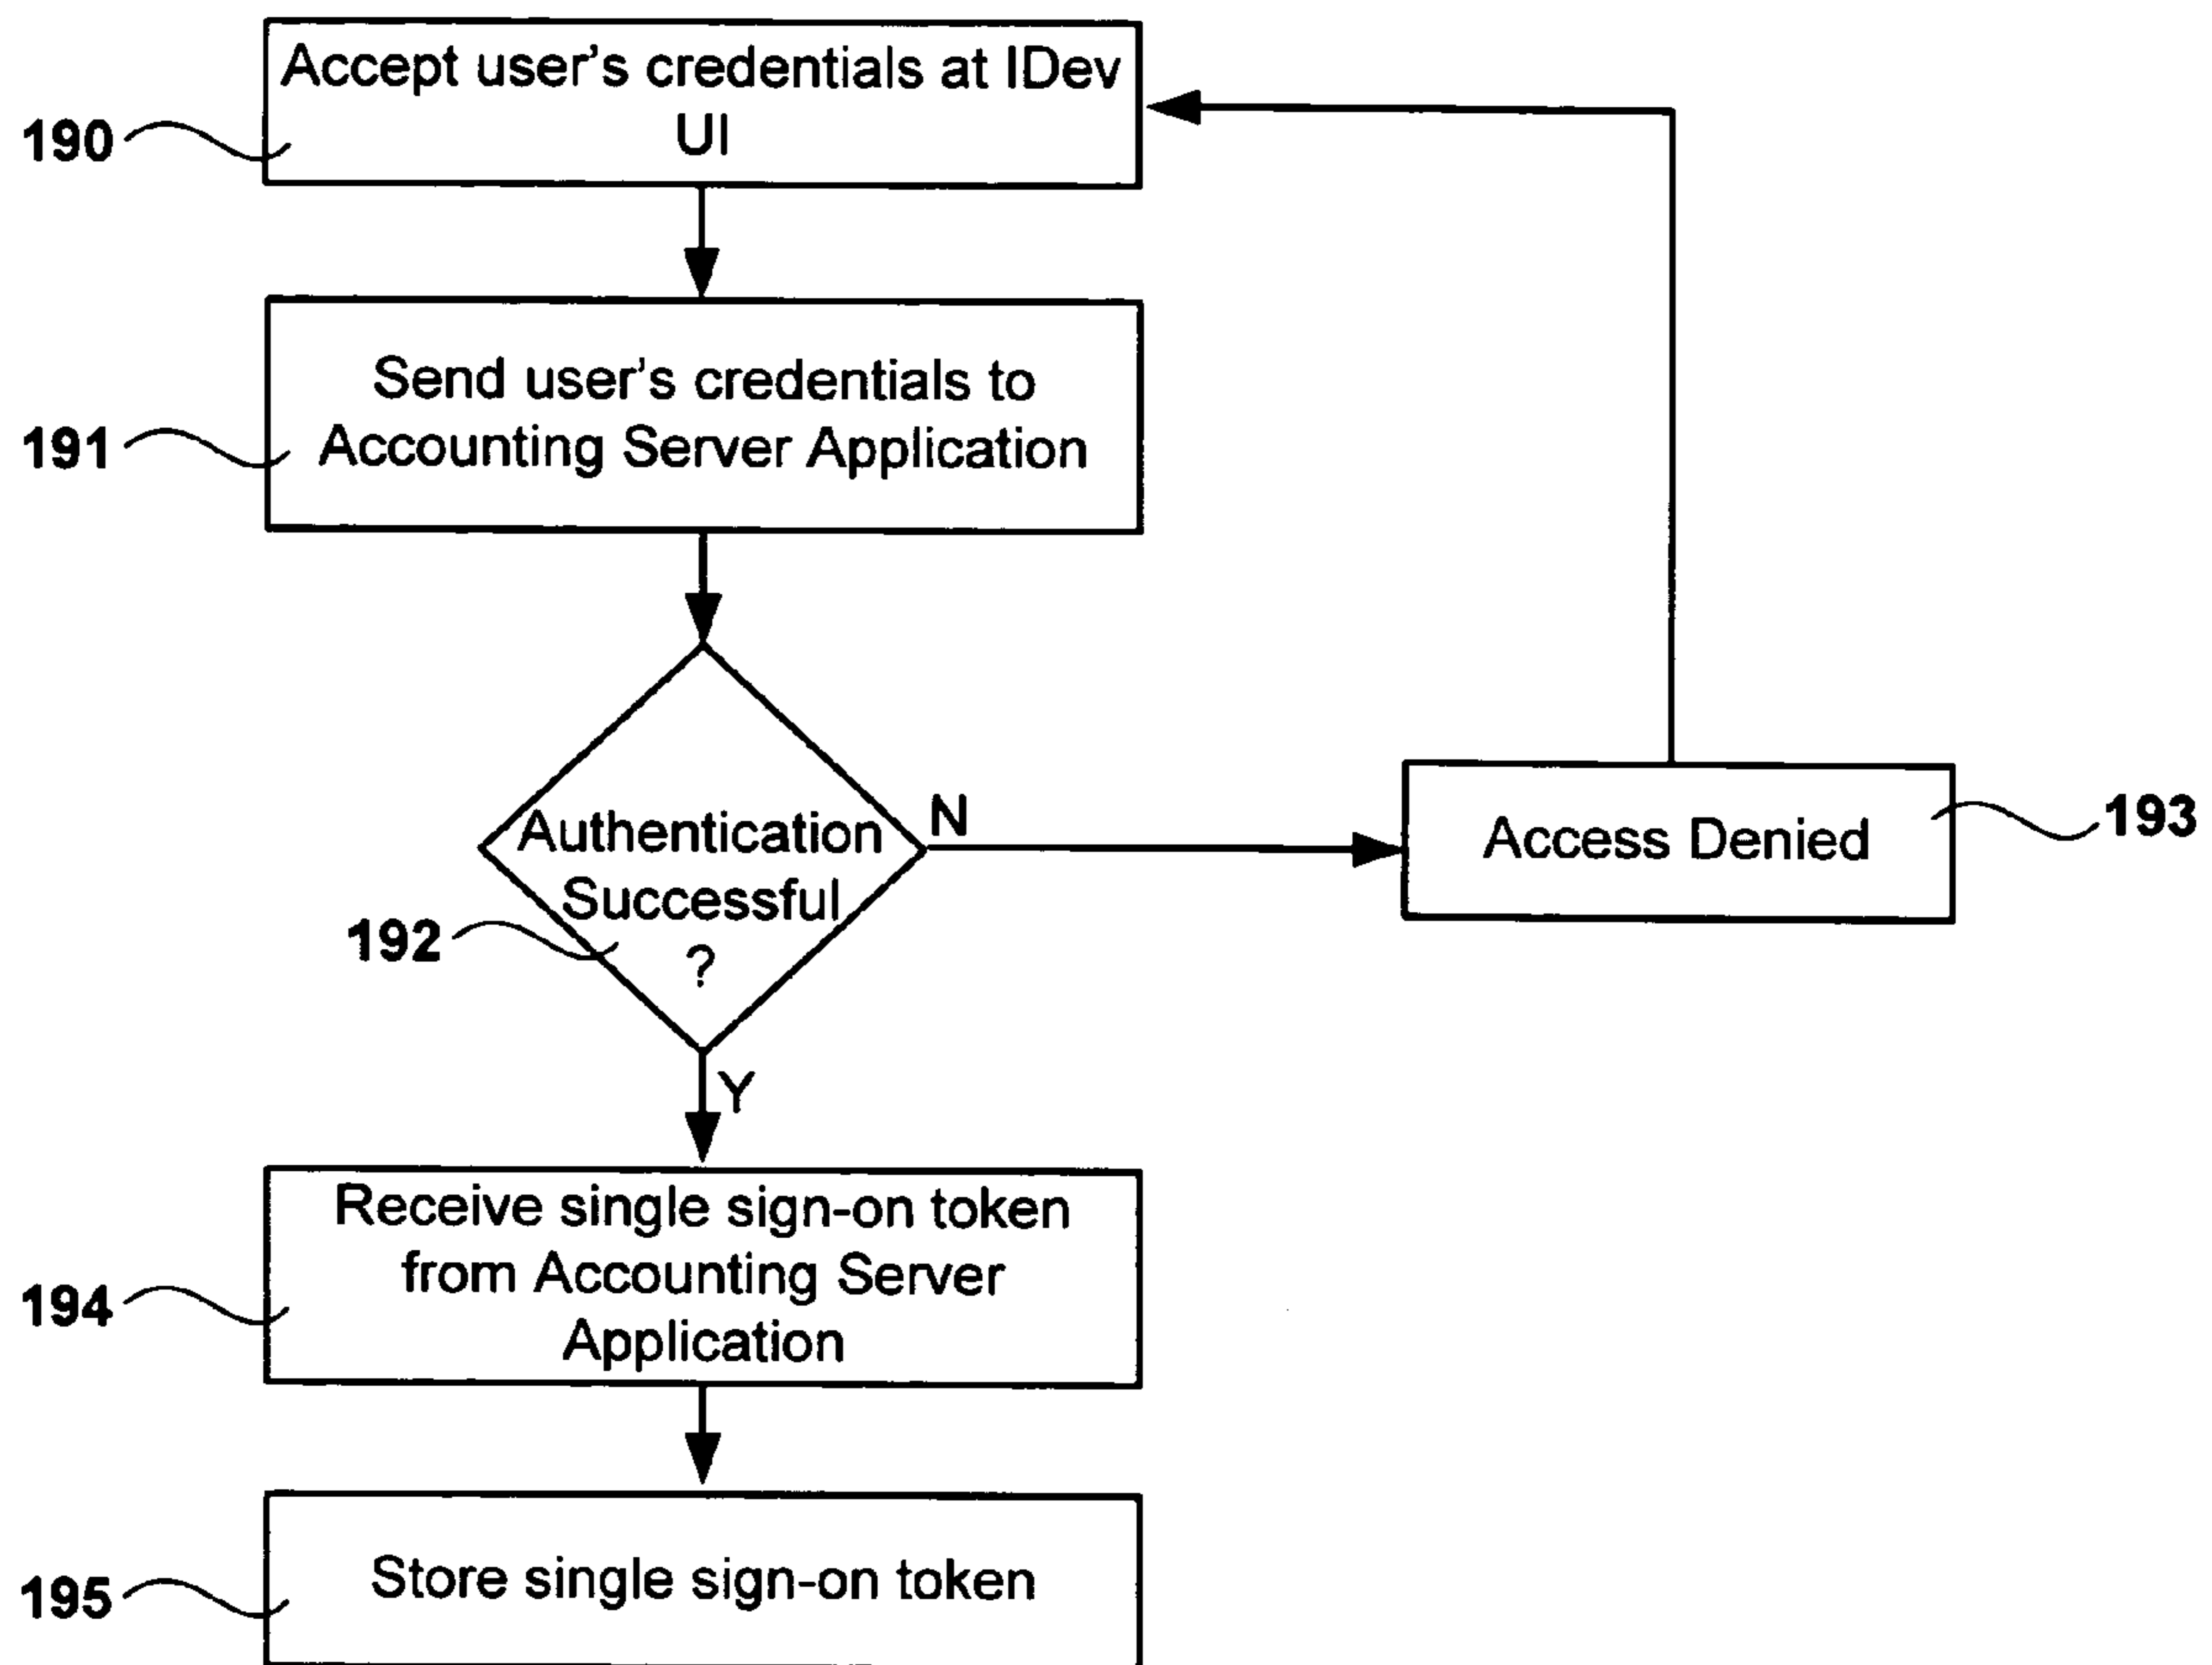 Accept user's credentials at IDev
UI
190
Send user's credentials to
Accounting Server Application
191
Authentication
Successful
?
192
N
Access Denied
193
Y
Receive single sign-on token
from Accounting Server
Application
194
Store single sign-on token
195